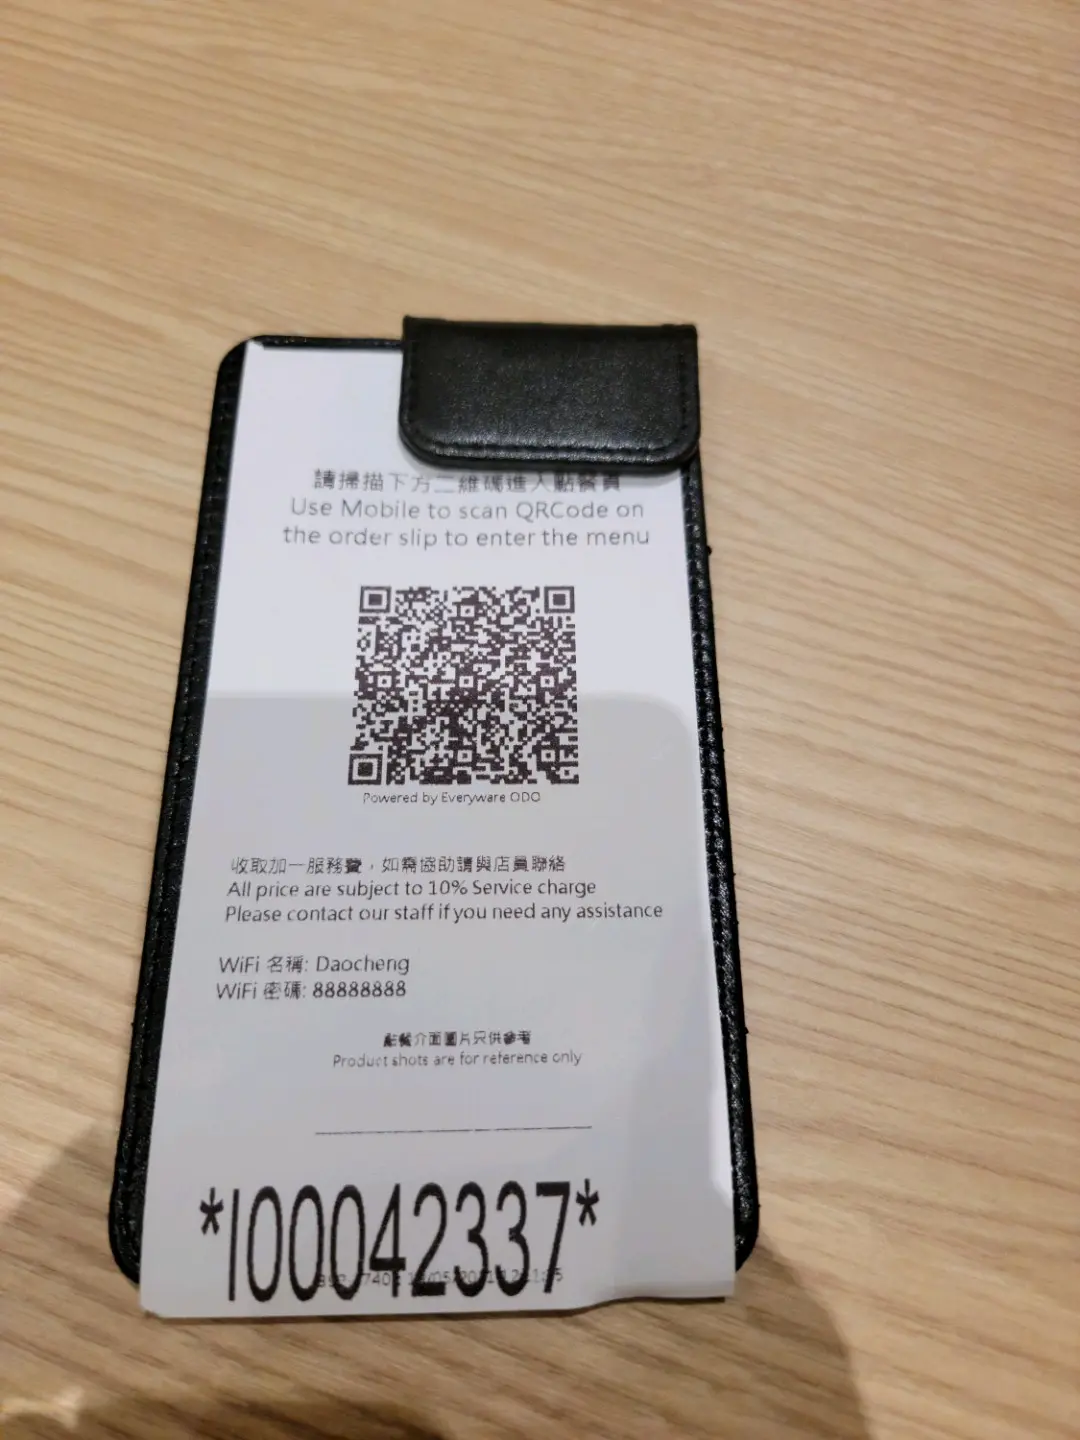 請掃描下方二維碼進入點餐頁
Use Mobile to scan QRCode on
the order slip to enter the menu
Powered by Everyware ODO
收取加一服務費，如需協助請與店員聯絡
All price are subject to 10% Service charge
Please contact our staff if you need any assistance
WiFi 名稱: Daocheng
WiFi 密碼: 88888888
點餐介面圖片只供參考
Product shots are for reference only
*I00042337*